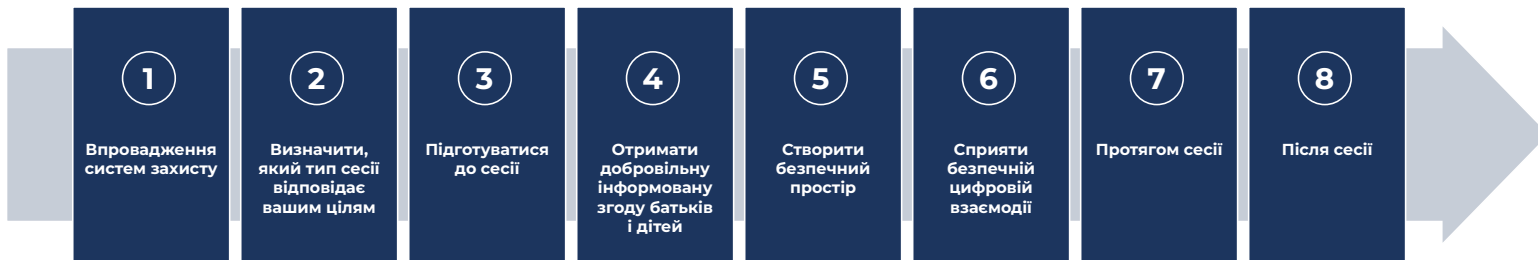 1
Впровадження
систем захисту
2
Визначити,
який тип сесії
відповідає
вашим цілям
3
Підготуватися
до сесії
4
Отримати
добровільну
інформовану
згоду батьків
і дітей
5
Створити
безпечний
простір
6
Сприяти
безпечній
цифровій
взаємодії
7
Протягом сесії
8
Після сесії